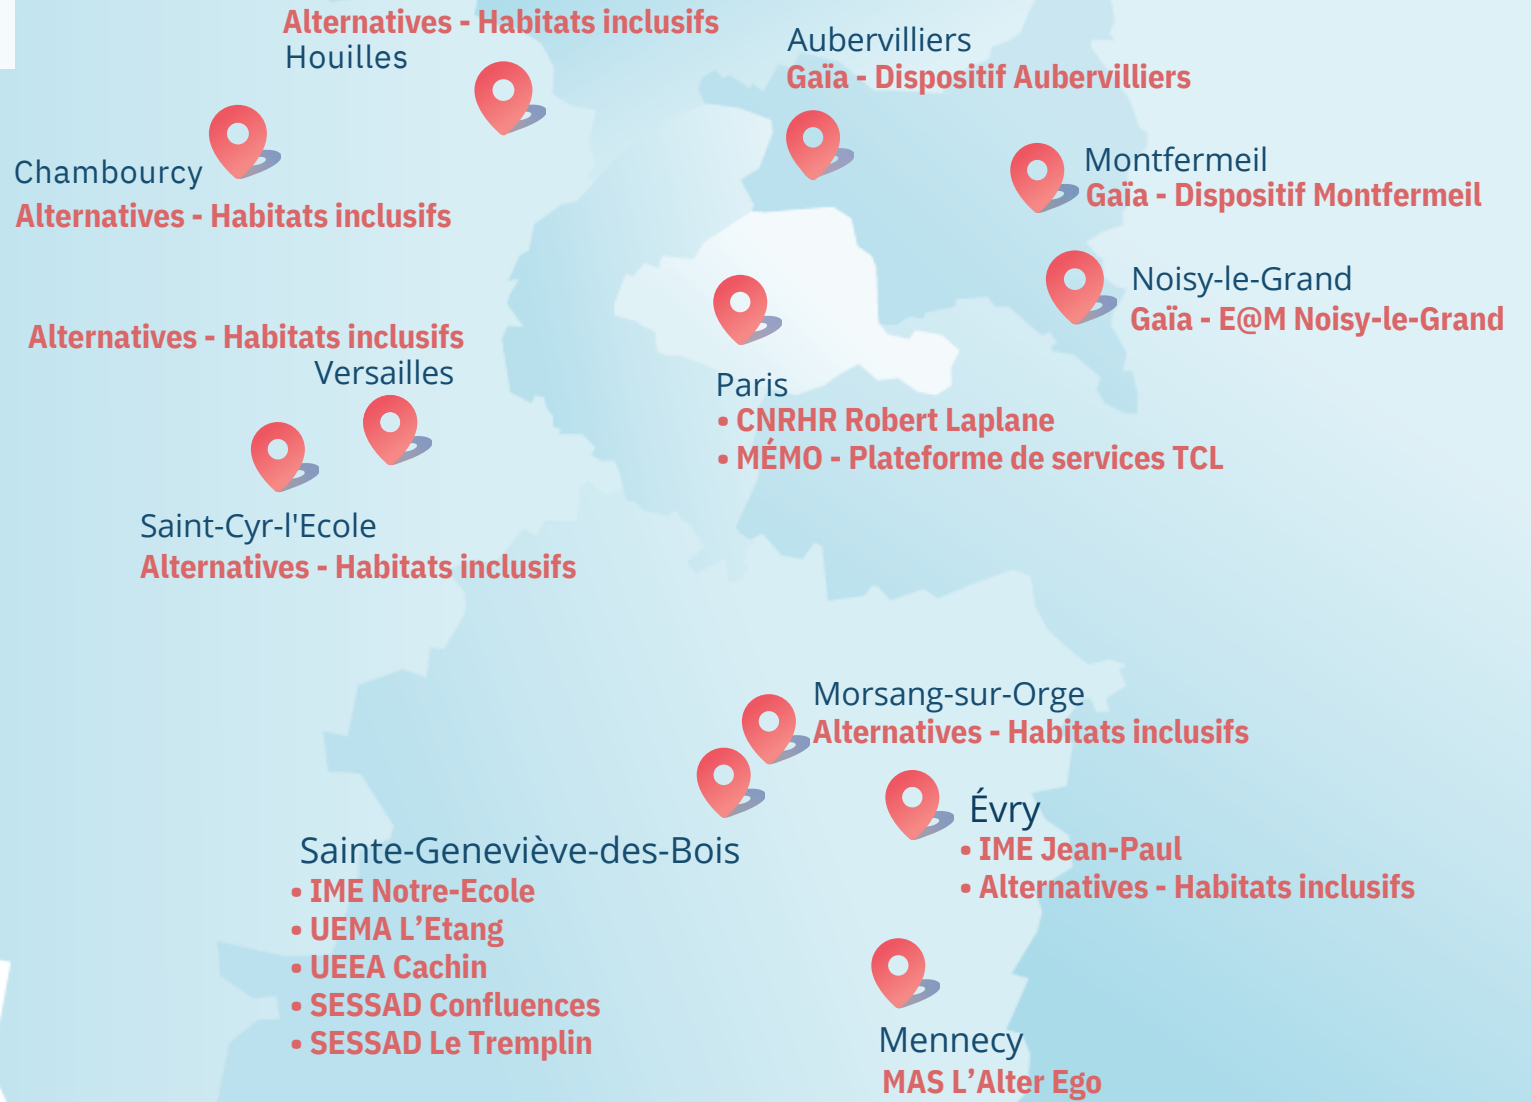 Alternatives - Habitats inclusifs
Houilles
Aubervilliers
Gaïa - Dispositif Aubervilliers
Chambourcy
Alternatives - Habitats inclusifs
Montfermeil
Gaïa - Dispositif Montfermeil
Noisy-le-Grand
Gaïa - E@M Noisy-le-Grand
Alternatives - Habitats inclusifs
Versailles
Paris
• CNRHR Robert Laplane
• MÉMO - Plateforme de services TCL
Saint-Cyr-l'Ecole
Alternatives - Habitats inclusifs
Morsang-sur-Orge
Alternatives - Habitats inclusifs
Évry
• IME Jean-Paul
• Alternatives - Habitats inclusifs
Sainte-Geneviève-des-Bois
• IME Notre-Ecole
• UEMA L’Etang
• UEEA Cachin
• SESSAD Confluences
• SESSAD Le Tremplin
Mennecy
MAS L’Alter Ego